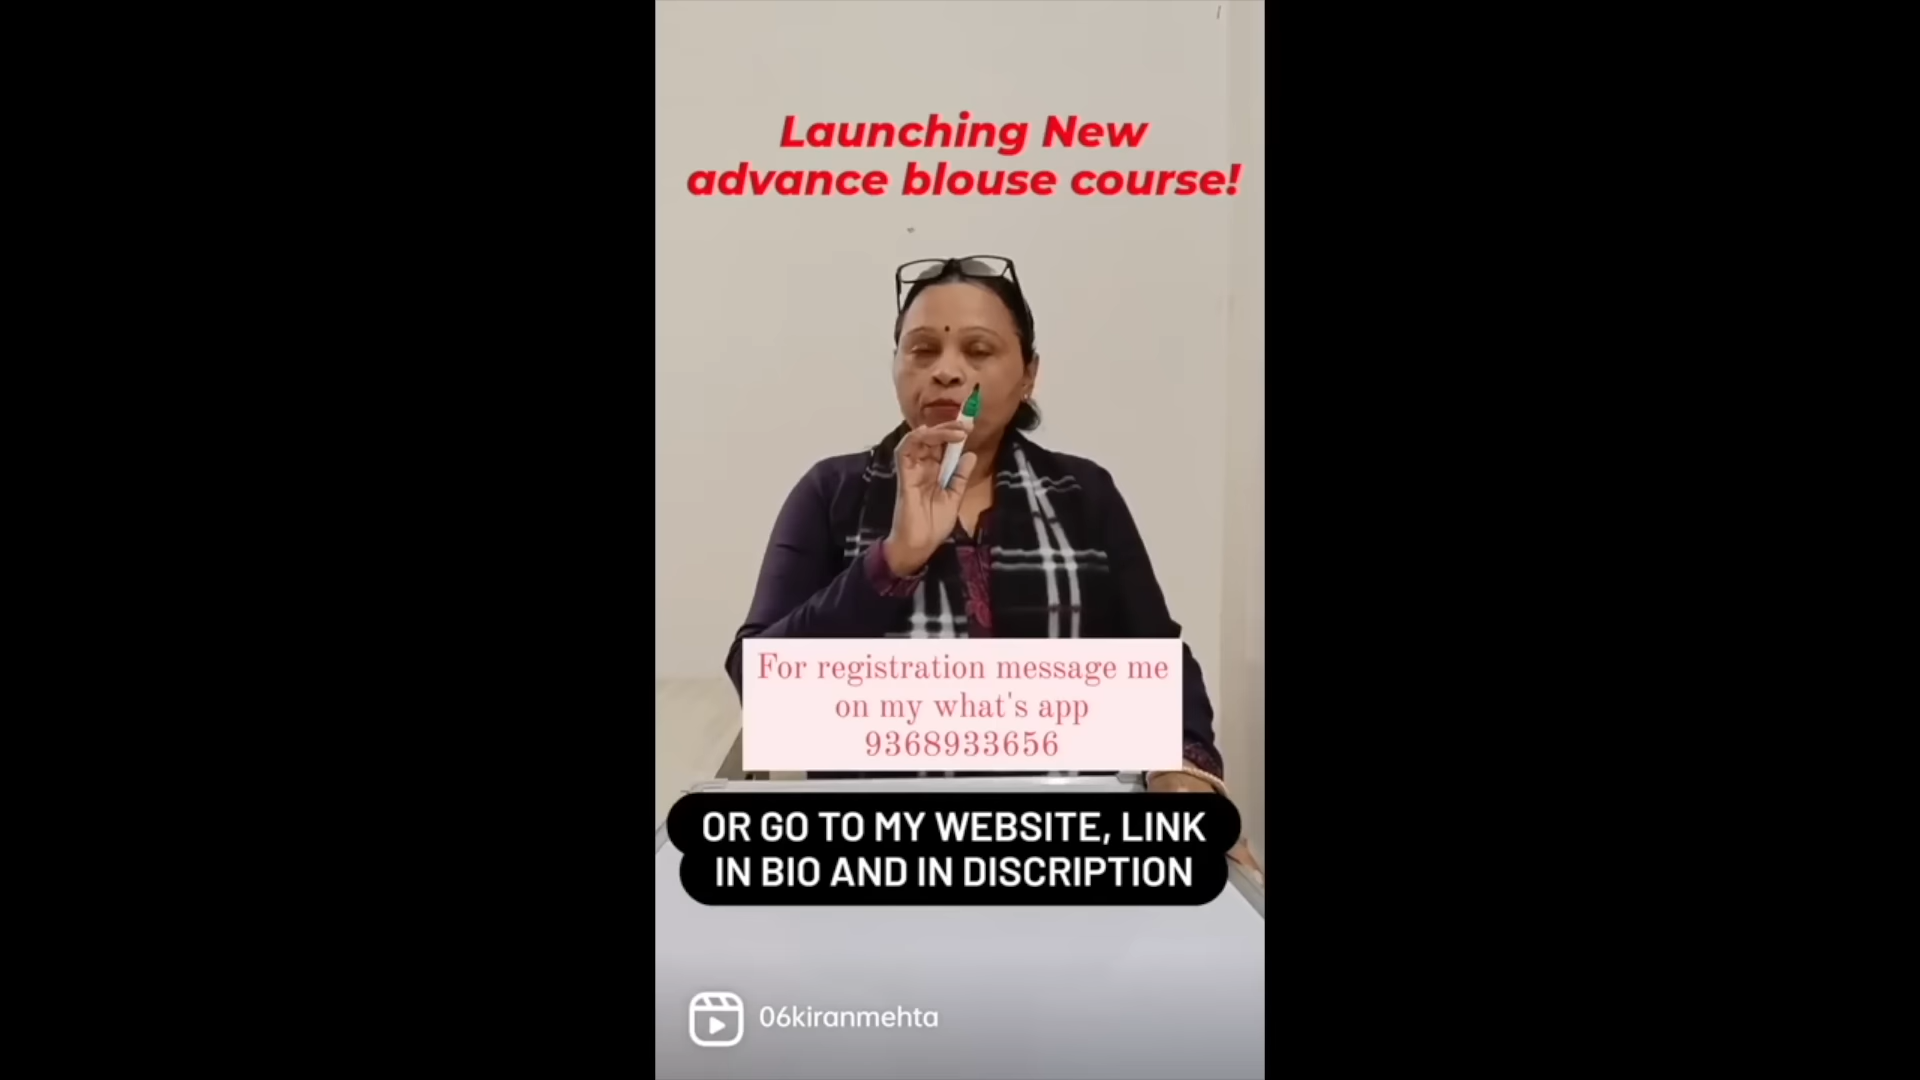 Launching New
advance blouse course!
For registration message me
on my what's app
9368933656
OR GO TO MY WEBSITE, LINK
IN BIO AND IN DISCRIPTION
06kiranmehta